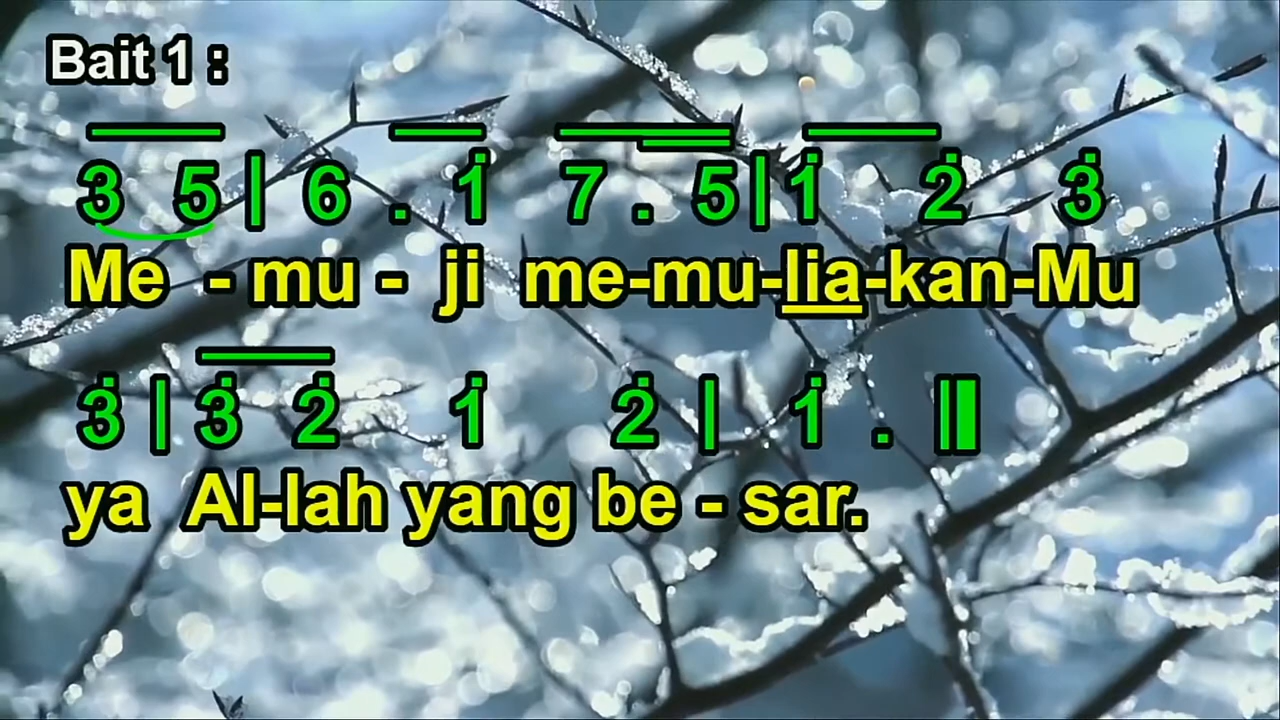 Bait 1 :
3 5 | 6 . 1̇ 7 . 5 | 1̇ 2̇ 3̇
Me - mu - ji me-mu-lia-kan-Mu
3̇ | 3̇ 2̇ 1̇ 2̇ | 1̇ . ||
ya Al-lah yang be - sar.